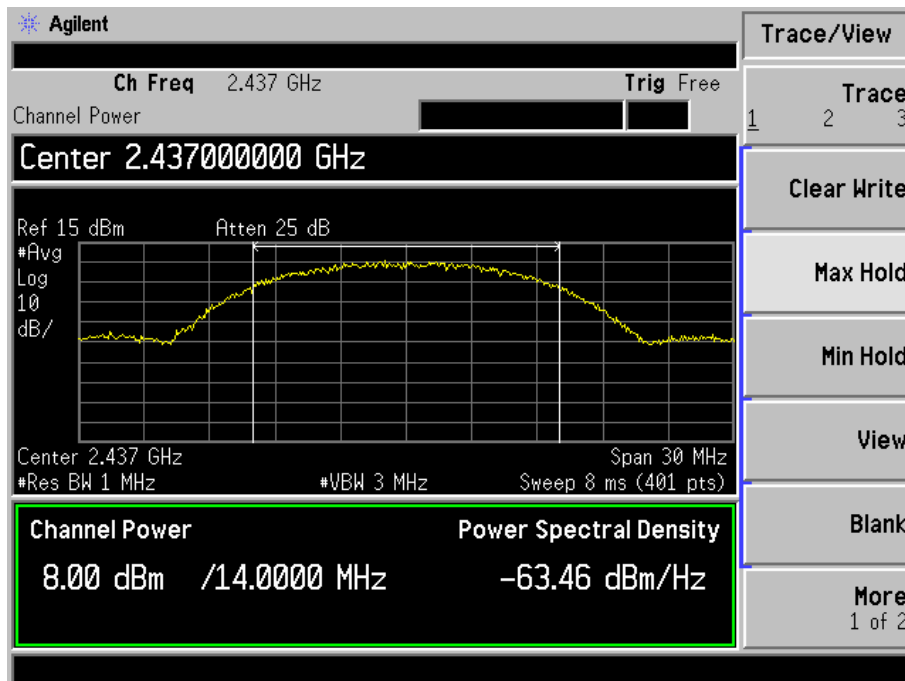 Agilent
Ch Freq 2.437 GHz Trig Free
Channel Power
Center 2.437000000 GHz
Ref 15 dBm Atten 25 dB
#Avg
Log
10
dB/
Center 2.437 GHz Span 30 MHz
#Res BW 1 MHz #VBW 3 MHz Sweep 8 ms (401 pts)
Channel Power Power Spectral Density
8.00 dBm /14.0000 MHz -63.46 dBm/Hz
Trace/View
Trace
1 2 3
Clear Write
Max Hold
Min Hold
View
Blank
More
1 of 2